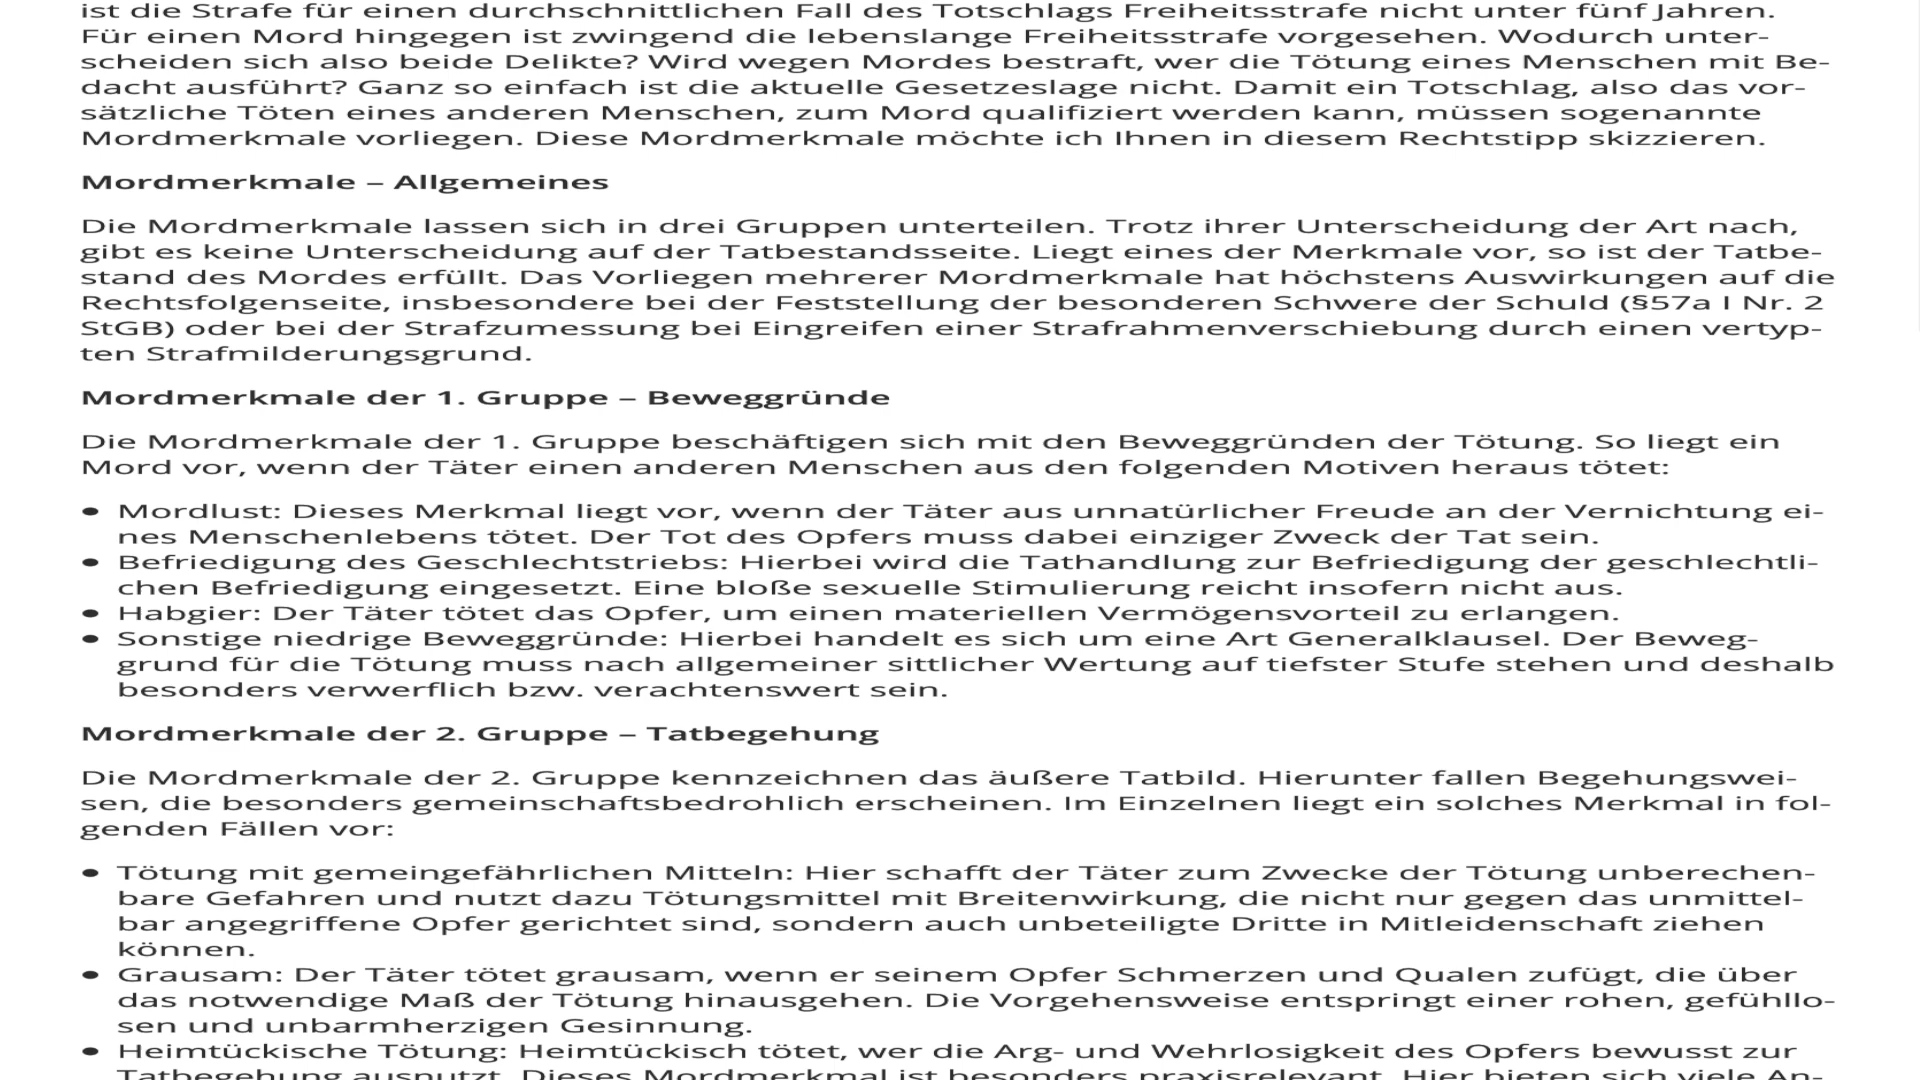 ist die Strafe für einen durchschnittlichen Fall des Totschlags Freiheitsstrafe nicht unter fünf Jahren.
Für einen Mord hingegen ist zwingend die lebenslange Freiheitsstrafe vorgesehen. Wodurch unter-
scheiden sich also beide Delikte? Wird wegen Mordes bestraft, wer die Tötung eines Menschen mit Be-
dacht ausführt? Ganz so einfach ist die aktuelle Gesetzeslage nicht. Damit ein Totschlag, also das vor-
sätzliche Töten eines anderen Menschen, zum Mord qualifiziert werden kann, müssen sogenannte
Mordmerkmale vorliegen. Diese Mordmerkmale möchte ich Ihnen in diesem Rechtstipp skizzieren.
Mordmerkmale – Allgemeines
Die Mordmerkmale lassen sich in drei Gruppen unterteilen. Trotz ihrer Unterscheidung der Art nach,
gibt es keine Unterscheidung auf der Tatbestandsseite. Liegt eines der Merkmale vor, so ist der Tatbe-
stand des Mordes erfüllt. Das Vorliegen mehrerer Mordmerkmale hat höchstens Auswirkungen auf die
Rechtsfolgenseite, insbesondere bei der Feststellung der besonderen Schwere der Schuld (§57a I Nr. 2
StGB) oder bei der Strafzumessung bei Eingreifen einer Strafrahmenverschiebung durch einen vertyp-
ten Strafmilderungsgrund.
Mordmerkmale der 1. Gruppe – Beweggründe
Die Mordmerkmale der 1. Gruppe beschäftigen sich mit den Beweggründen der Tötung. So liegt ein
Mord vor, wenn der Täter einen anderen Menschen aus den folgenden Motiven heraus tötet:
● Mordlust: Dieses Merkmal liegt vor, wenn der Täter aus unnatürlicher Freude an der Vernichtung ei-
nes Menschenlebens tötet. Der Tot des Opfers muss dabei einziger Zweck der Tat sein.
● Befriedigung des Geschlechtstriebs: Hierbei wird die Tathandlung zur Befriedigung der geschlechtli-
chen Befriedigung eingesetzt. Eine bloße sexuelle Stimulierung reicht insofern nicht aus.
● Habgier: Der Täter tötet das Opfer, um einen materiellen Vermögensvorteil zu erlangen.
● Sonstige niedrige Beweggründe: Hierbei handelt es sich um eine Art Generalklausel. Der Beweg-
grund für die Tötung muss nach allgemeiner sittlicher Wertung auf tiefster Stufe stehen und deshalb
besonders verwerflich bzw. verachtenswert sein.
Mordmerkmale der 2. Gruppe – Tatbegehung
Die Mordmerkmale der 2. Gruppe kennzeichnen das äußere Tatbild. Hierunter fallen Begehungswei-
sen, die besonders gemeinschaftsbedrohlich erscheinen. Im Einzelnen liegt ein solches Merkmal in fol-
genden Fällen vor:
● Tötung mit gemeingefährlichen Mitteln: Hier schafft der Täter zum Zwecke der Tötung unberechen-
bare Gefahren und nutzt dazu Tötungsmittel mit Breitenwirkung, die nicht nur gegen das unmittel-
bar angegriffene Opfer gerichtet sind, sondern auch unbeteiligte Dritte in Mitleidenschaft ziehen
können.
● Grausam: Der Täter tötet grausam, wenn er seinem Opfer Schmerzen und Qualen zufügt, die über
das notwendige Maß der Tötung hinausgehen. Die Vorgehensweise entspringt einer rohen, gefühllo-
sen und unbarmherzigen Gesinnung.
● Heimtückische Tötung: Heimtückisch tötet, wer die Arg- und Wehrlosigkeit des Opfers bewusst zur
Tatbegehung ausnutzt. Dieses Mordmerkmal ist besonders praxisrelevant. Hier bieten sich viele An-